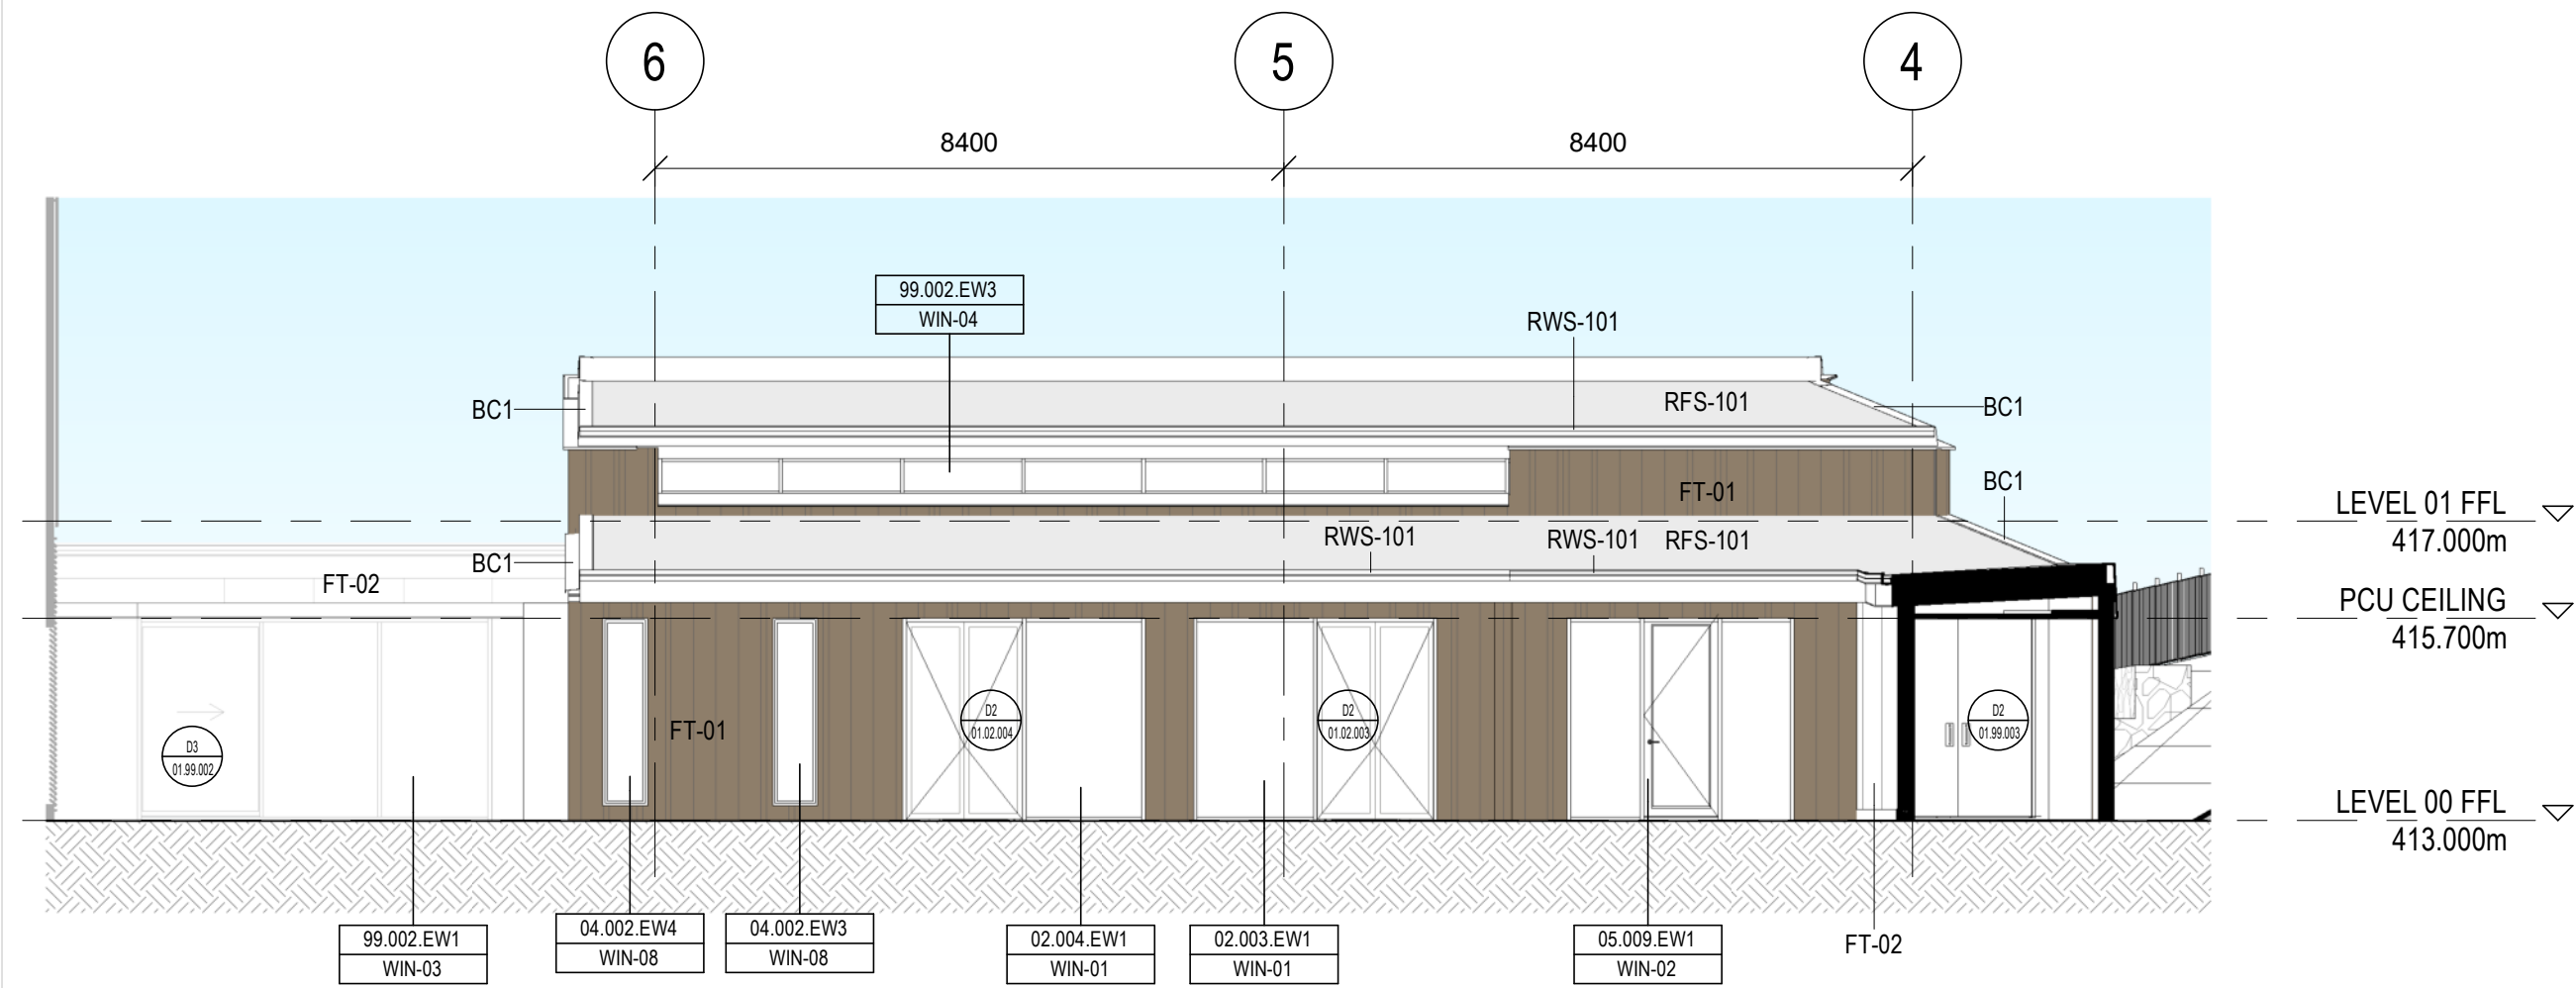 6
5
4
8400
8400
99.002.EW3
WIN-04
RWS-101
BC1
RFS-101
BC1
FT-01
BC1
LEVEL 01 FFL
417.000m
RWS-101
RWS-101
RFS-101
BC1
FT-02
PCU CEILING
415.700m
FT-01
D3
01.99.002
D2
01.02.004
D2
01.02.003
D2
01.99.003
LEVEL 00 FFL
413.000m
99.002.EW1
WIN-03
04.002.EW4
WIN-08
04.002.EW3
WIN-08
02.004.EW1
WIN-01
02.003.EW1
WIN-01
05.009.EW1
WIN-02
FT-02